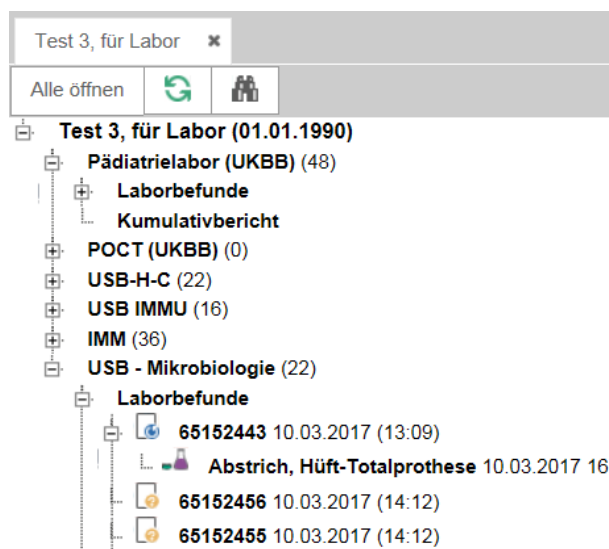 Test 3, für Labor
Alle öffnen
Test 3, für Labor (01.01.1990)
Pädiatrielabor (UKBB) (48)
Laborbefunde
Kumulativbericht
POCT (UKBB) (0)
USB-H-C (22)
USB IMMU (16)
IMM (36)
USB - Mikrobiologie (22)
Laborbefunde
65152443 10.03.2017 (13:09)
Abstrich, Hüft-Totalprothese 10.03.2017 16
65152456 10.03.2017 (14:12)
65152455 10.03.2017 (14:12)